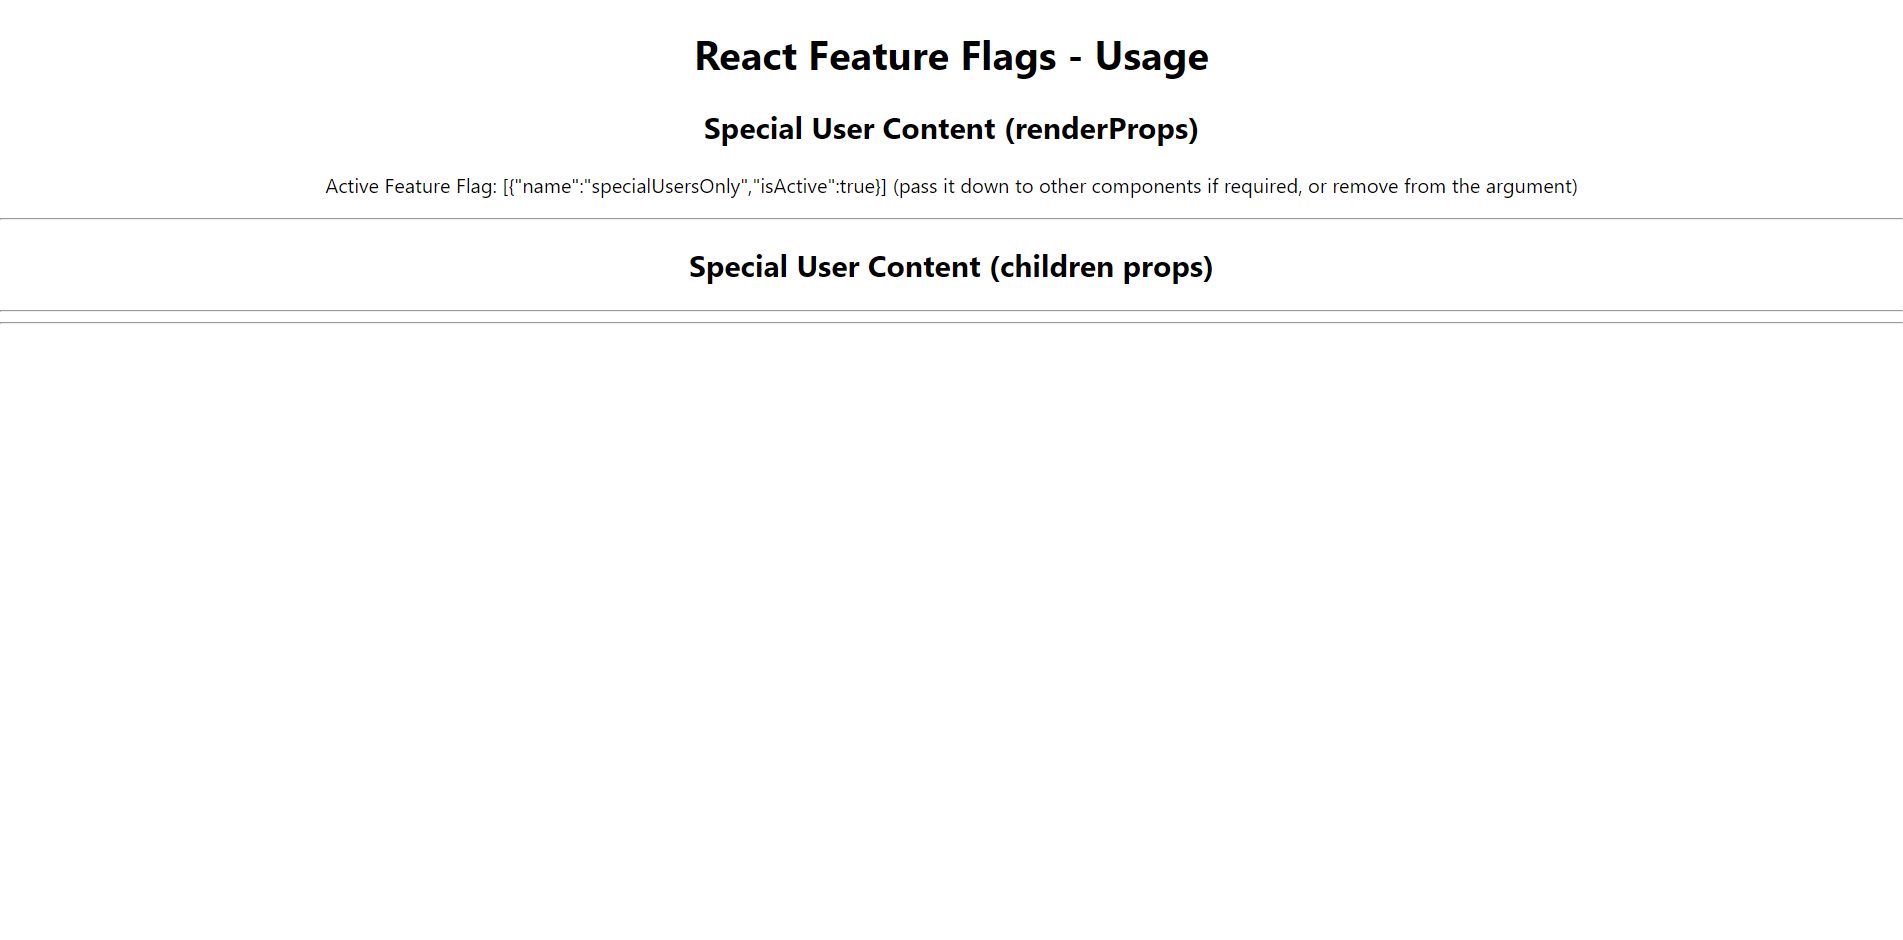 React Feature Flags - Usage
Special User Content (renderProps)
Active Feature Flag: [{"name":"specialUsersOnly","isActive":true}] (pass it down to other components if required, or remove from the argument)
Special User Content (children props)